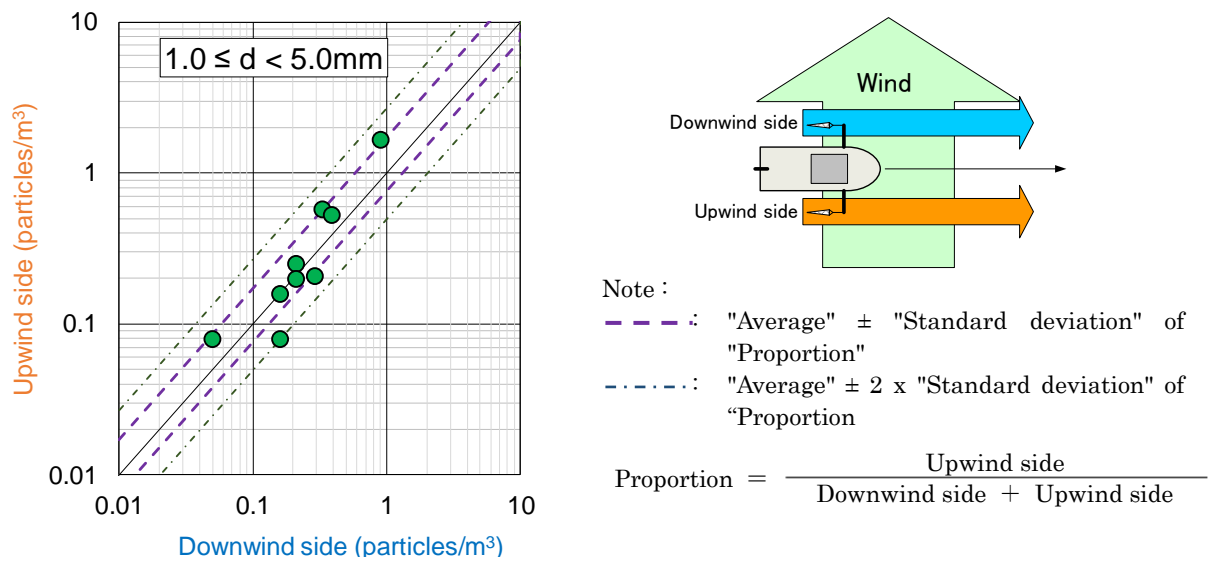 10
1.0 ≤ d < 5.0mm
1
0.1
0.01
Upwind side (particles/m³)
0.01 0.1 1 10
Downwind side (particles/m³)
Wind
Downwind side
Upwind side
Note :
: "Average" ± "Standard deviation" of
"Proportion"
: "Average" ± 2 x "Standard deviation" of
“Proportion
Proportion = Upwind side
Downwind side + Upwind side